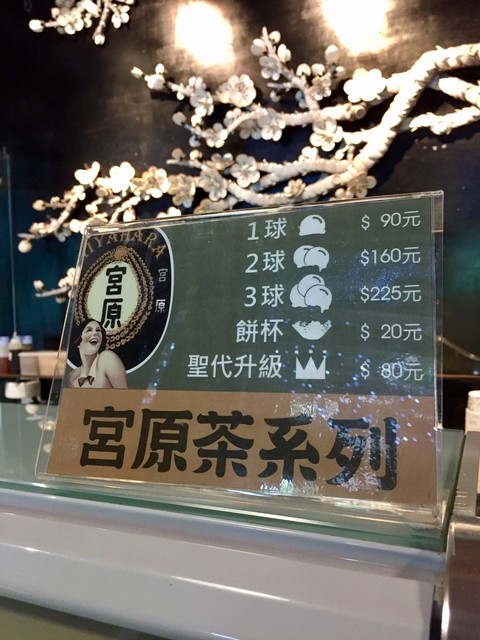 MIYAHARA
宮原
宮原
1球 $ 90元
2球 $160元
3球 $225元
餅杯 $ 20元
聖代升級 $ 80元
宮原茶系列